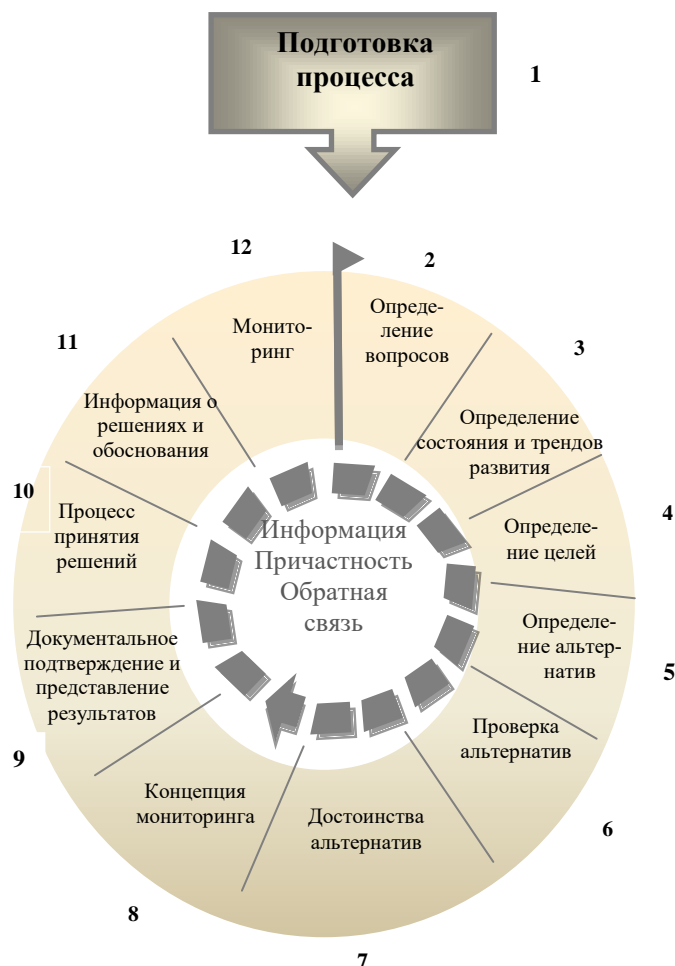 Подготовка
процесса
1
12
2
Опреде-
ление
вопросов
3
Определение
состояния и трендов
развития
4
Определе-
ние целей
5
Определе-
ние альтер-
натив
6
Проверка
альтернатив
7
Достоинства
альтернатив
8
Концепция
мониторинга
9
Документальное
подтверждение и
представление
результатов
10
Процесс
принятия
решений
11
Информация о
решениях и
обоснования
Монито-
ринг
Информация
Причастность
Обратная
связь